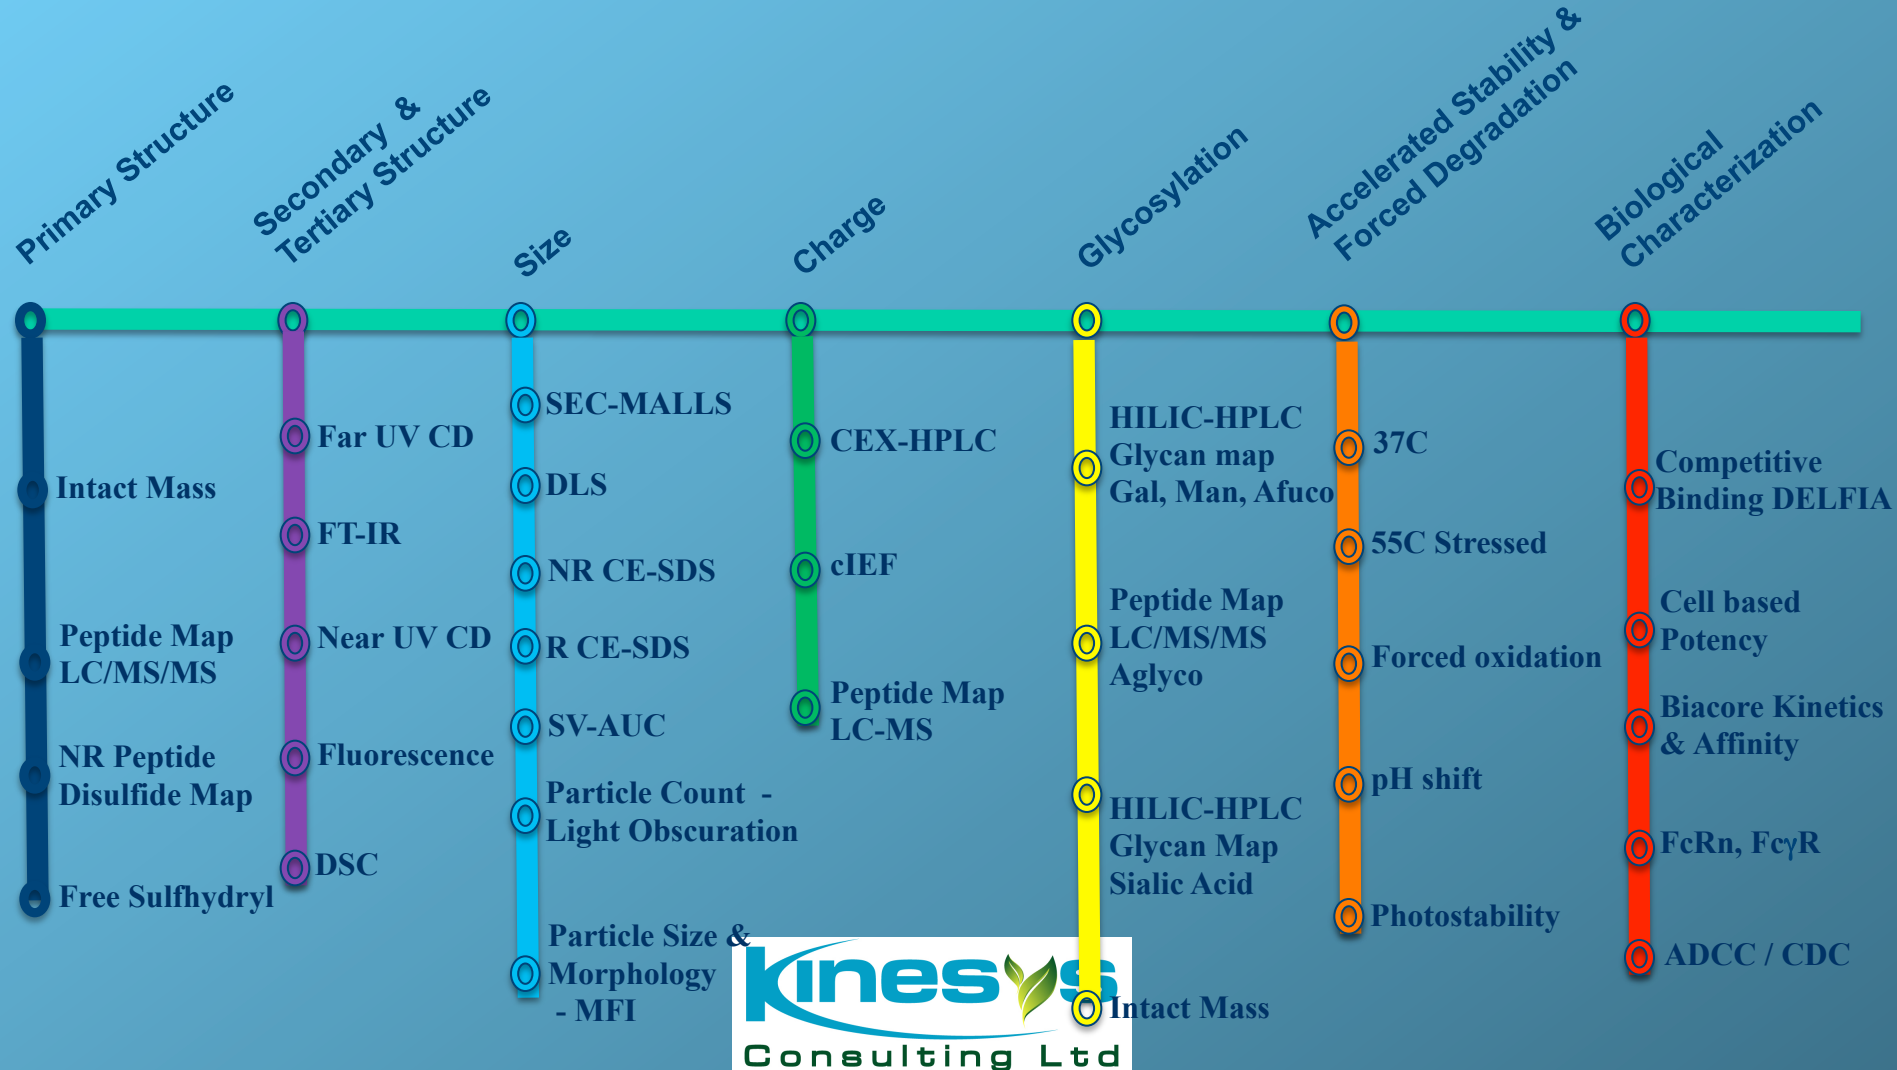 Primary Structure
Secondary &
Tertiary Structure
Size
Charge
Glycosylation
Accelerated Stability &
Forced Degradation
Biological
Characterization
Intact Mass
Peptide Map
LC/MS/MS
NR Peptide
Disulfide Map
Free Sulfhydryl
Far UV CD
FT-IR
Near UV CD
Fluorescence
DSC
SEC-MALLS
DLS
NR CE-SDS
R CE-SDS
SV-AUC
Particle Count -
Light Obscuration
Particle Size &
Morphology
- MFI
CEX-HPLC
cIEF
Peptide Map
LC-MS
HILIC-HPLC
Glycan map
Gal, Man, Afuco
Peptide Map
LC/MS/MS
Aglyco
HILIC-HPLC
Glycan Map
Sialic Acid
Intact Mass
37C
55C Stressed
Forced oxidation
pH shift
Photostability
Competitive
Binding DELFIA
Cell based
Potency
Biacore Kinetics
& Affinity
FcRn, FcγR
ADCC / CDC
Kinesys
Consulting Ltd